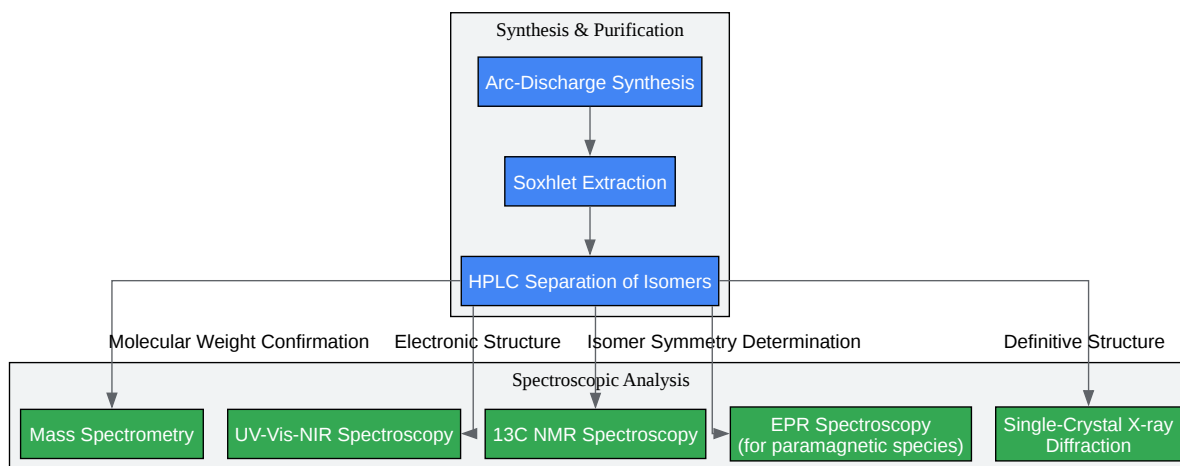 Synthesis & Purification
Arc-Discharge Synthesis
Soxhlet Extraction
HPLC Separation of Isomers
Molecular Weight Confirmation
Electronic Structure
Isomer Symmetry Determination
Definitive Structure
Spectroscopic Analysis
Mass Spectrometry
UV-Vis-NIR Spectroscopy
13C NMR Spectroscopy
EPR Spectroscopy
(for paramagnetic species)
Single-Crystal X-ray
Diffraction